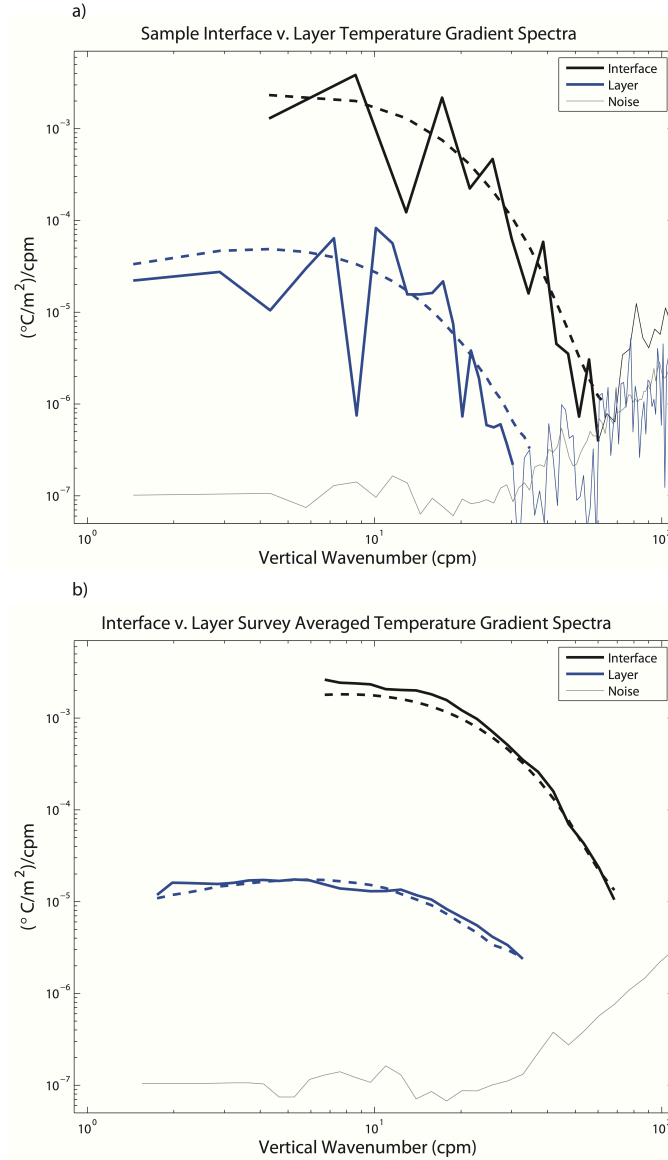 a)
Sample Interface v. Layer Temperature Gradient Spectra
Interface
Layer
Noise
10⁻³
10⁻⁴
10⁻⁵
10⁻⁶
10⁻⁷
(°C/m²)/cpm
10⁰
10¹
Vertical Wavenumber (cpm)
b)
Interface v. Layer Survey Averaged Temperature Gradient Spectra
Interface
Layer
Noise
10⁻³
10⁻⁴
10⁻⁵
10⁻⁶
10⁻⁷
(° C/m²)/cpm
10⁰
10¹
Vertical Wavenumber (cpm)